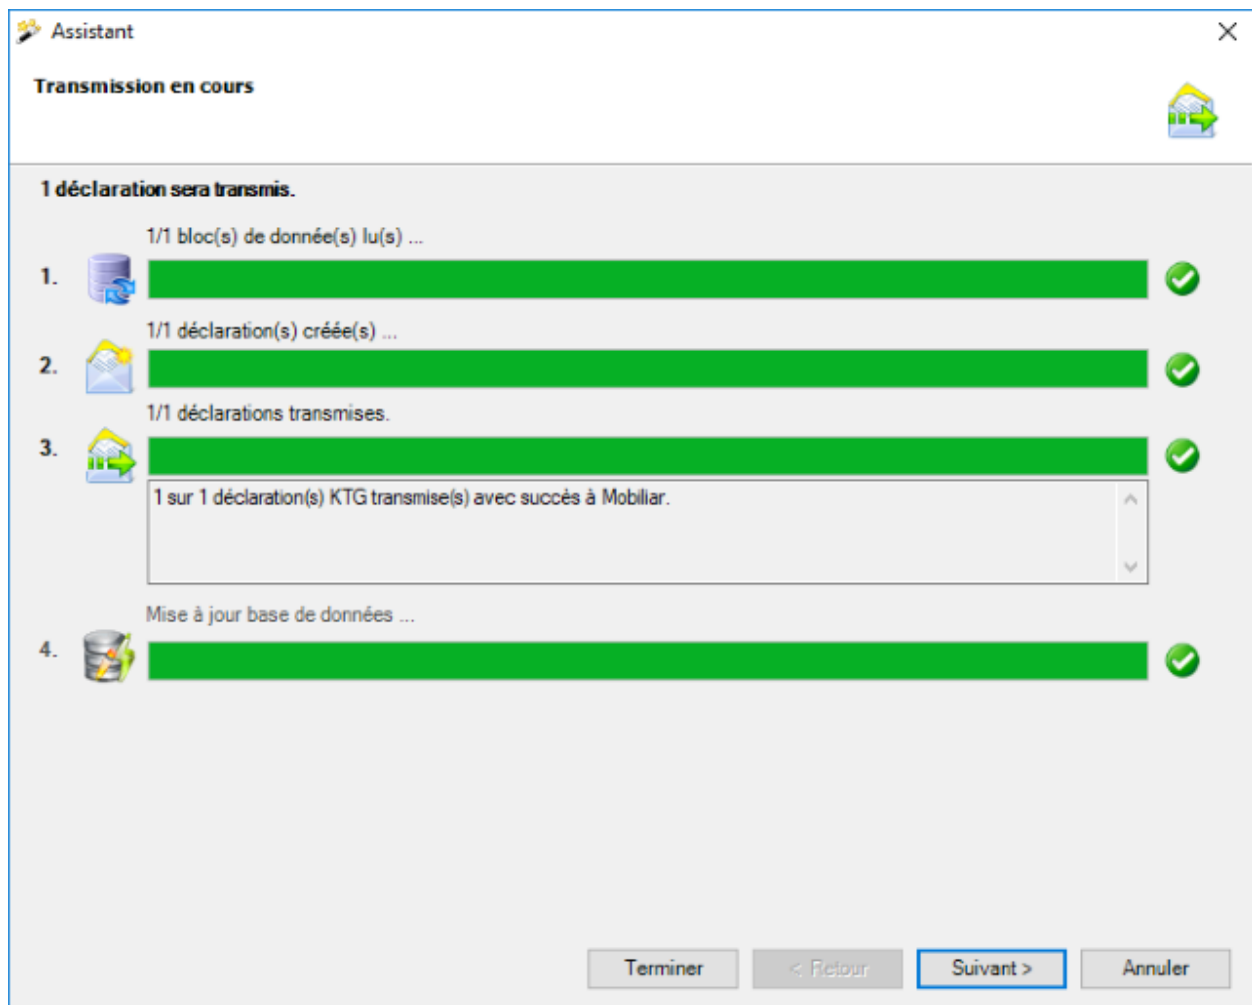 Assistant
Transmission en cours
1 déclaration sera transmis.
1/1 bloc(s) de donnée(s) lu(s) ...
1.
1/1 déclaration(s) créée(s) ...
2.
1/1 déclarations transmises.
3.
1 sur 1 déclaration(s) KTG transmise(s) avec succès à Mobiliar.
Mise à jour base de données ...
4.
Terminer < Retour Suivant > Annuler